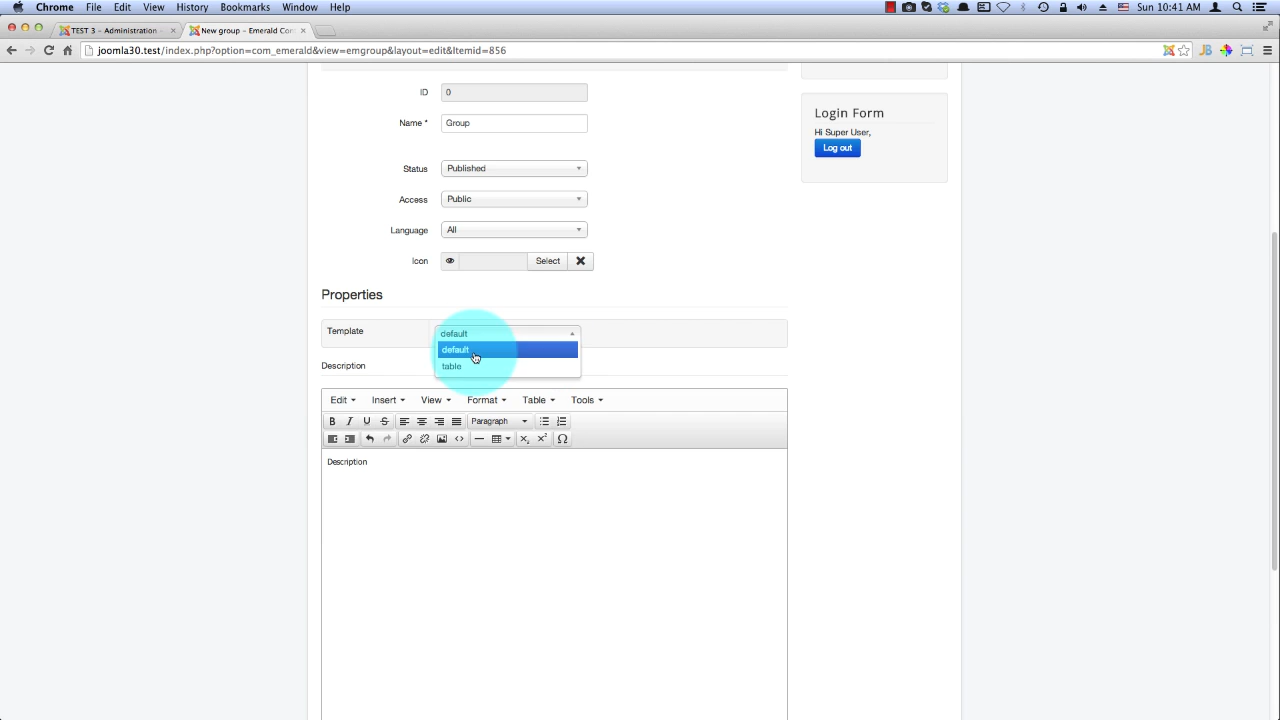 Chrome File Edit View History Bookmarks Window Help Sun 10:41 AM
TEST 3 - Administration - New group - Emerald Con
joomla30.test/index.php?option=com_emerald&view=emgroup&layout=edit&Itemid=856
ID 0
Name * Group
Status Published
Access Public
Language All
Icon Select
Properties
Template default
default
table
Description
Edit Insert View Format Table Tools
B I U S Paragraph
Description
Login Form
Hi Super User,
Log out